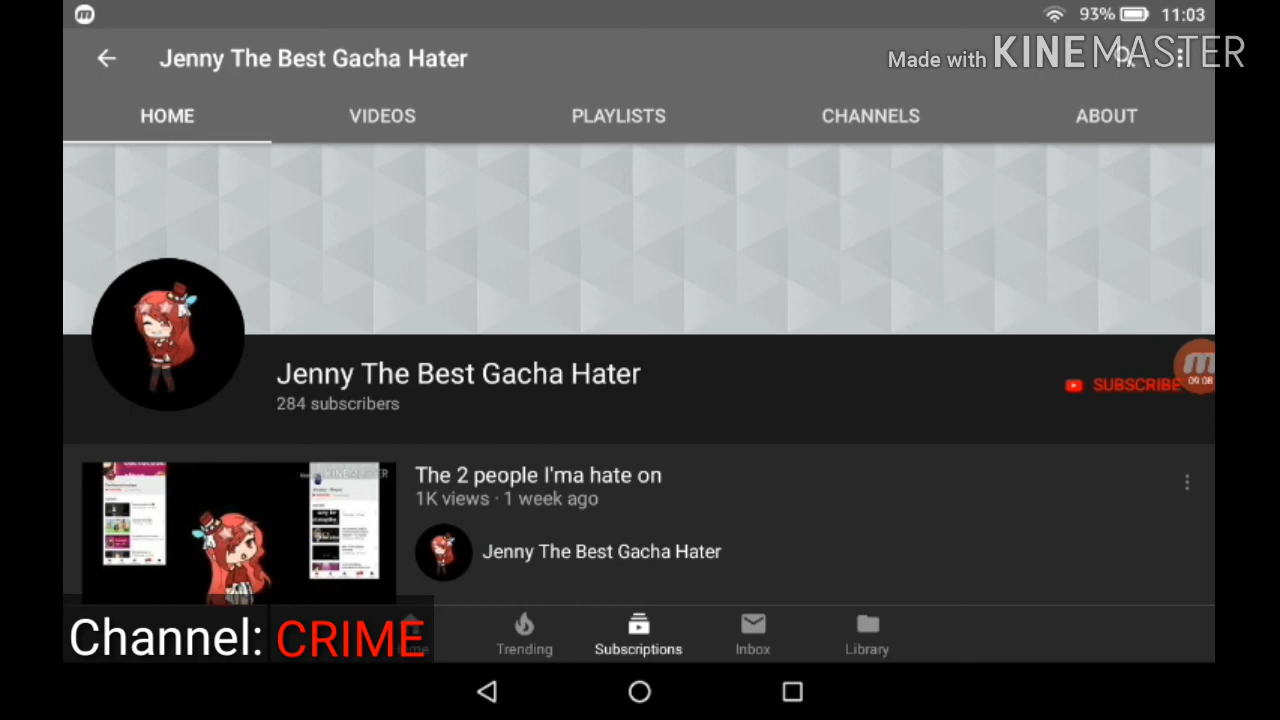 93% 11:03
Jenny The Best Gacha Hater
Made with KINEMASTER
HOME VIDEOS PLAYLISTS CHANNELS ABOUT
Jenny The Best Gacha Hater
284 subscribers
SUBSCRIBE
09:08
The 2 people I'ma hate on
1K views · 1 week ago
Jenny The Best Gacha Hater
Channel: CRIME
Trending Subscriptions Inbox Library